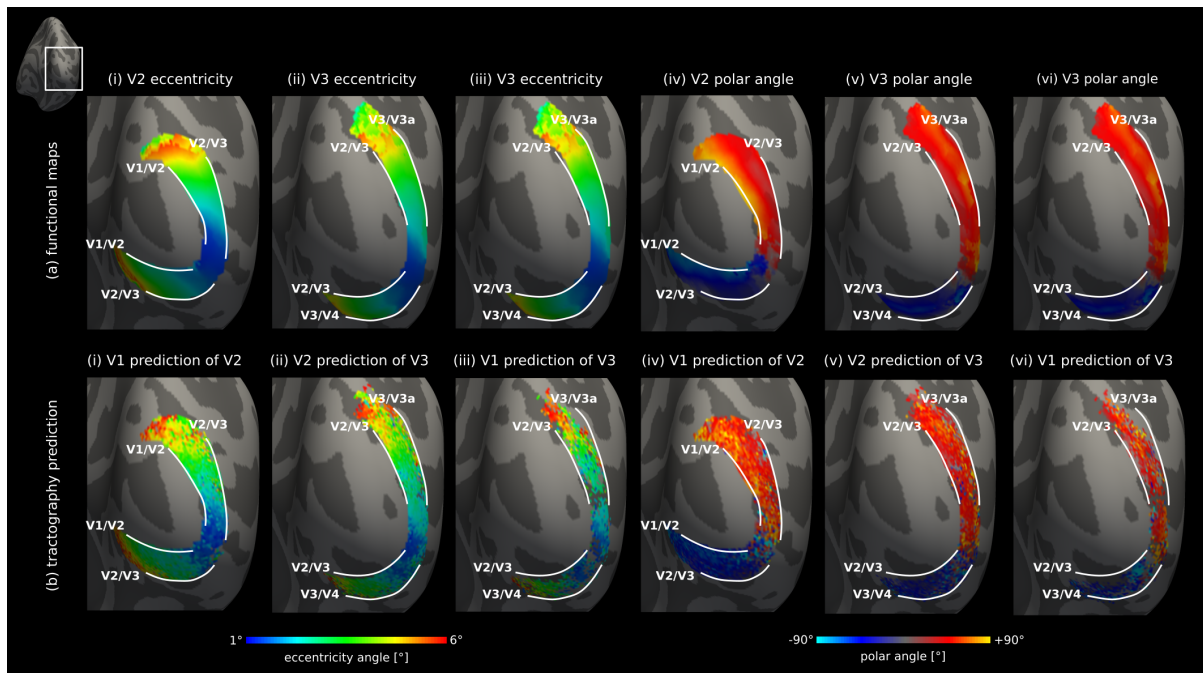 (i) V2 eccentricity
(ii) V3 eccentricity
(iii) V3 eccentricity
(iv) V2 polar angle
(v) V3 polar angle
(vi) V3 polar angle
(a) functional maps
V2/V3
V1/V2
V1/V2
V2/V3
V3/V3a
V2/V3
V2/V3
V3/V4
V3/V3a
V2/V3
V2/V3
V3/V4
V2/V3
V1/V2
V1/V2
V2/V3
V3/V3a
V2/V3
V2/V3
V3/V4
V3/V3a
V2/V3
V2/V3
V3/V4
(i) V1 prediction of V2
(ii) V2 prediction of V3
(iii) V1 prediction of V3
(iv) V1 prediction of V2
(v) V2 prediction of V3
(vi) V1 prediction of V3
(b) tractography prediction
V2/V3
V1/V2
V1/V2
V2/V3
V3/V3a
V2/V3
V2/V3
V3/V4
V3/V3a
V2/V3
V2/V3
V3/V4
V2/V3
V1/V2
V1/V2
V2/V3
V3/V3a
V2/V3
V2/V3
V3/V4
V3/V3a
V2/V3
V2/V3
V3/V4
1° 6°
eccentricity angle [°]
-90° +90°
polar angle [°]